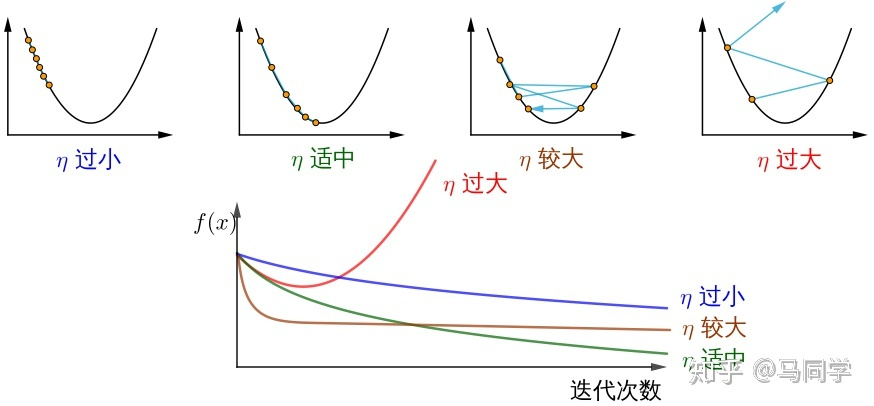 η 过小
η 适中
η 较大
η 过大
η 过大
f(x)
η 过小
η 较大
η 适中
知乎 @马同学
迭代次数